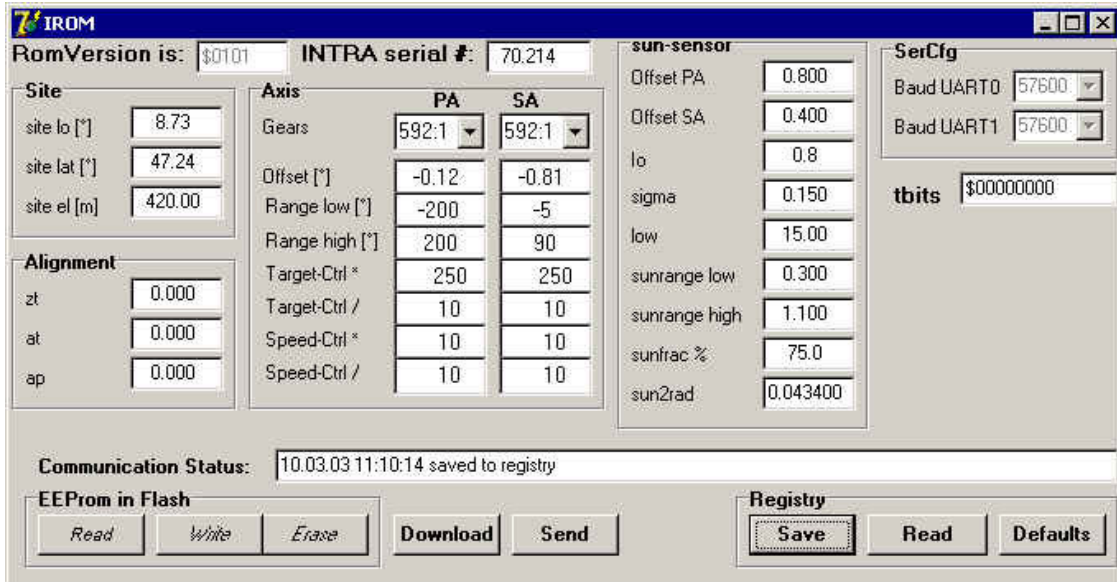 IROM
RomVersion is: $0101 INTRA serial #: 70.214
Site
site lo [°] 8.73
site lat [°] 47.24
site el [m] 420.00
Alignment
zt 0.000
at 0.000
ap 0.000
Axis
PA SA
Gears 592:1 592:1
Offset [°] -0.12 -0.81
Range low [°] -200 -5
Range high [°] 200 90
Target-Ctrl * 250 250
Target-Ctrl / 10 10
Speed-Ctrl * 10 10
Speed-Ctrl / 10 10
sun-sensor
Offset PA 0.800
Offset SA 0.400
Io 0.8
sigma 0.150
low 15.00
sunrange low 0.300
sunrange high 1.100
sunfrac % 75.0
sun2rad 0.043400
SerCfg
Baud UART0 57600
Baud UART1 57600
tbits $00000000
Communication Status: 10.03.03 11:10:14 saved to registry
EEProm in Flash
Read Write Erase
Download Send
Registry
Save Read Defaults